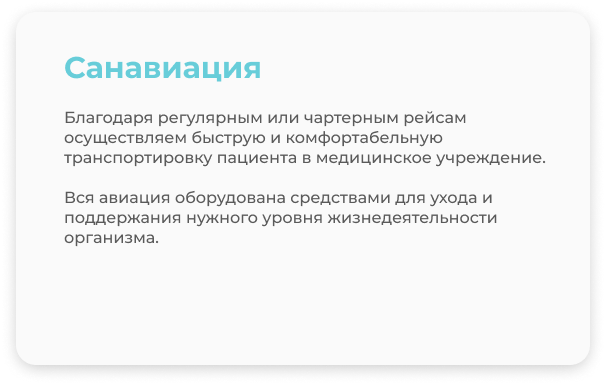 Санавиация
Благодаря регулярным или чартерным рейсам
осуществляем быструю и комфортабельную
транспортировку пациента в медицинское учреждение.
Вся авиация оборудована средствами для ухода и
поддержания нужного уровня жизнедеятельности
организма.